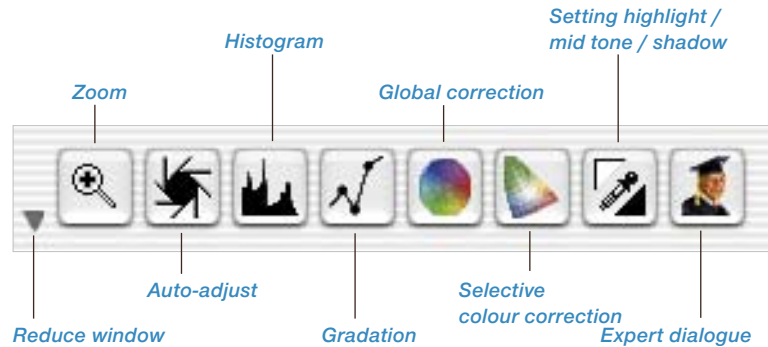 Setting highlight /
mid tone / shadow
Histogram
Zoom
Global correction
Auto-adjust
Selective
colour correction
Reduce window
Gradation
Expert dialogue